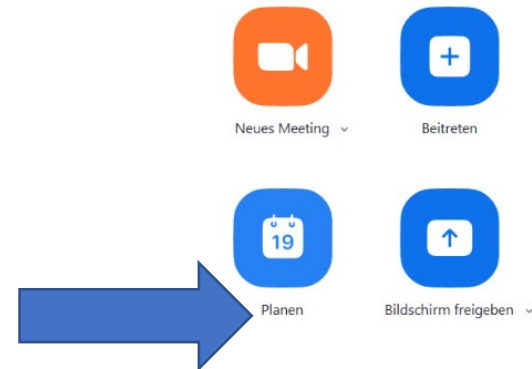 Neues Meeting
Beitreten
19
Planen
Bildschirm freigeben